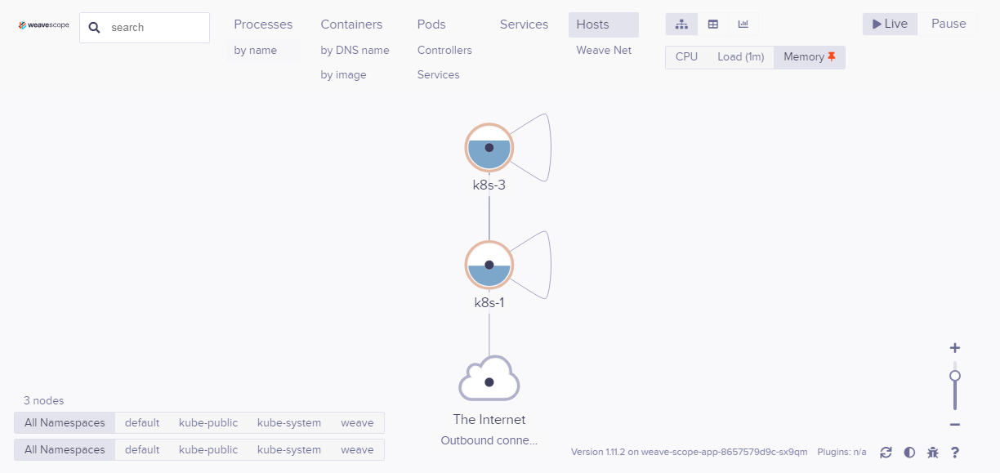 weavescope
search
Processes
by name
Containers
by DNS name
by image
Pods
Controllers
Services
Services
Hosts
Weave Net
CPU
Load (1m)
Memory
Live
Pause
k8s-3
k8s-1
The Internet
Outbound conne...
3 nodes
All Namespaces default kube-public kube-system weave
All Namespaces default kube-public kube-system weave
Version 1.11.2 on weave-scope-app-8657579d9c-sx9qm Plugins: n/a